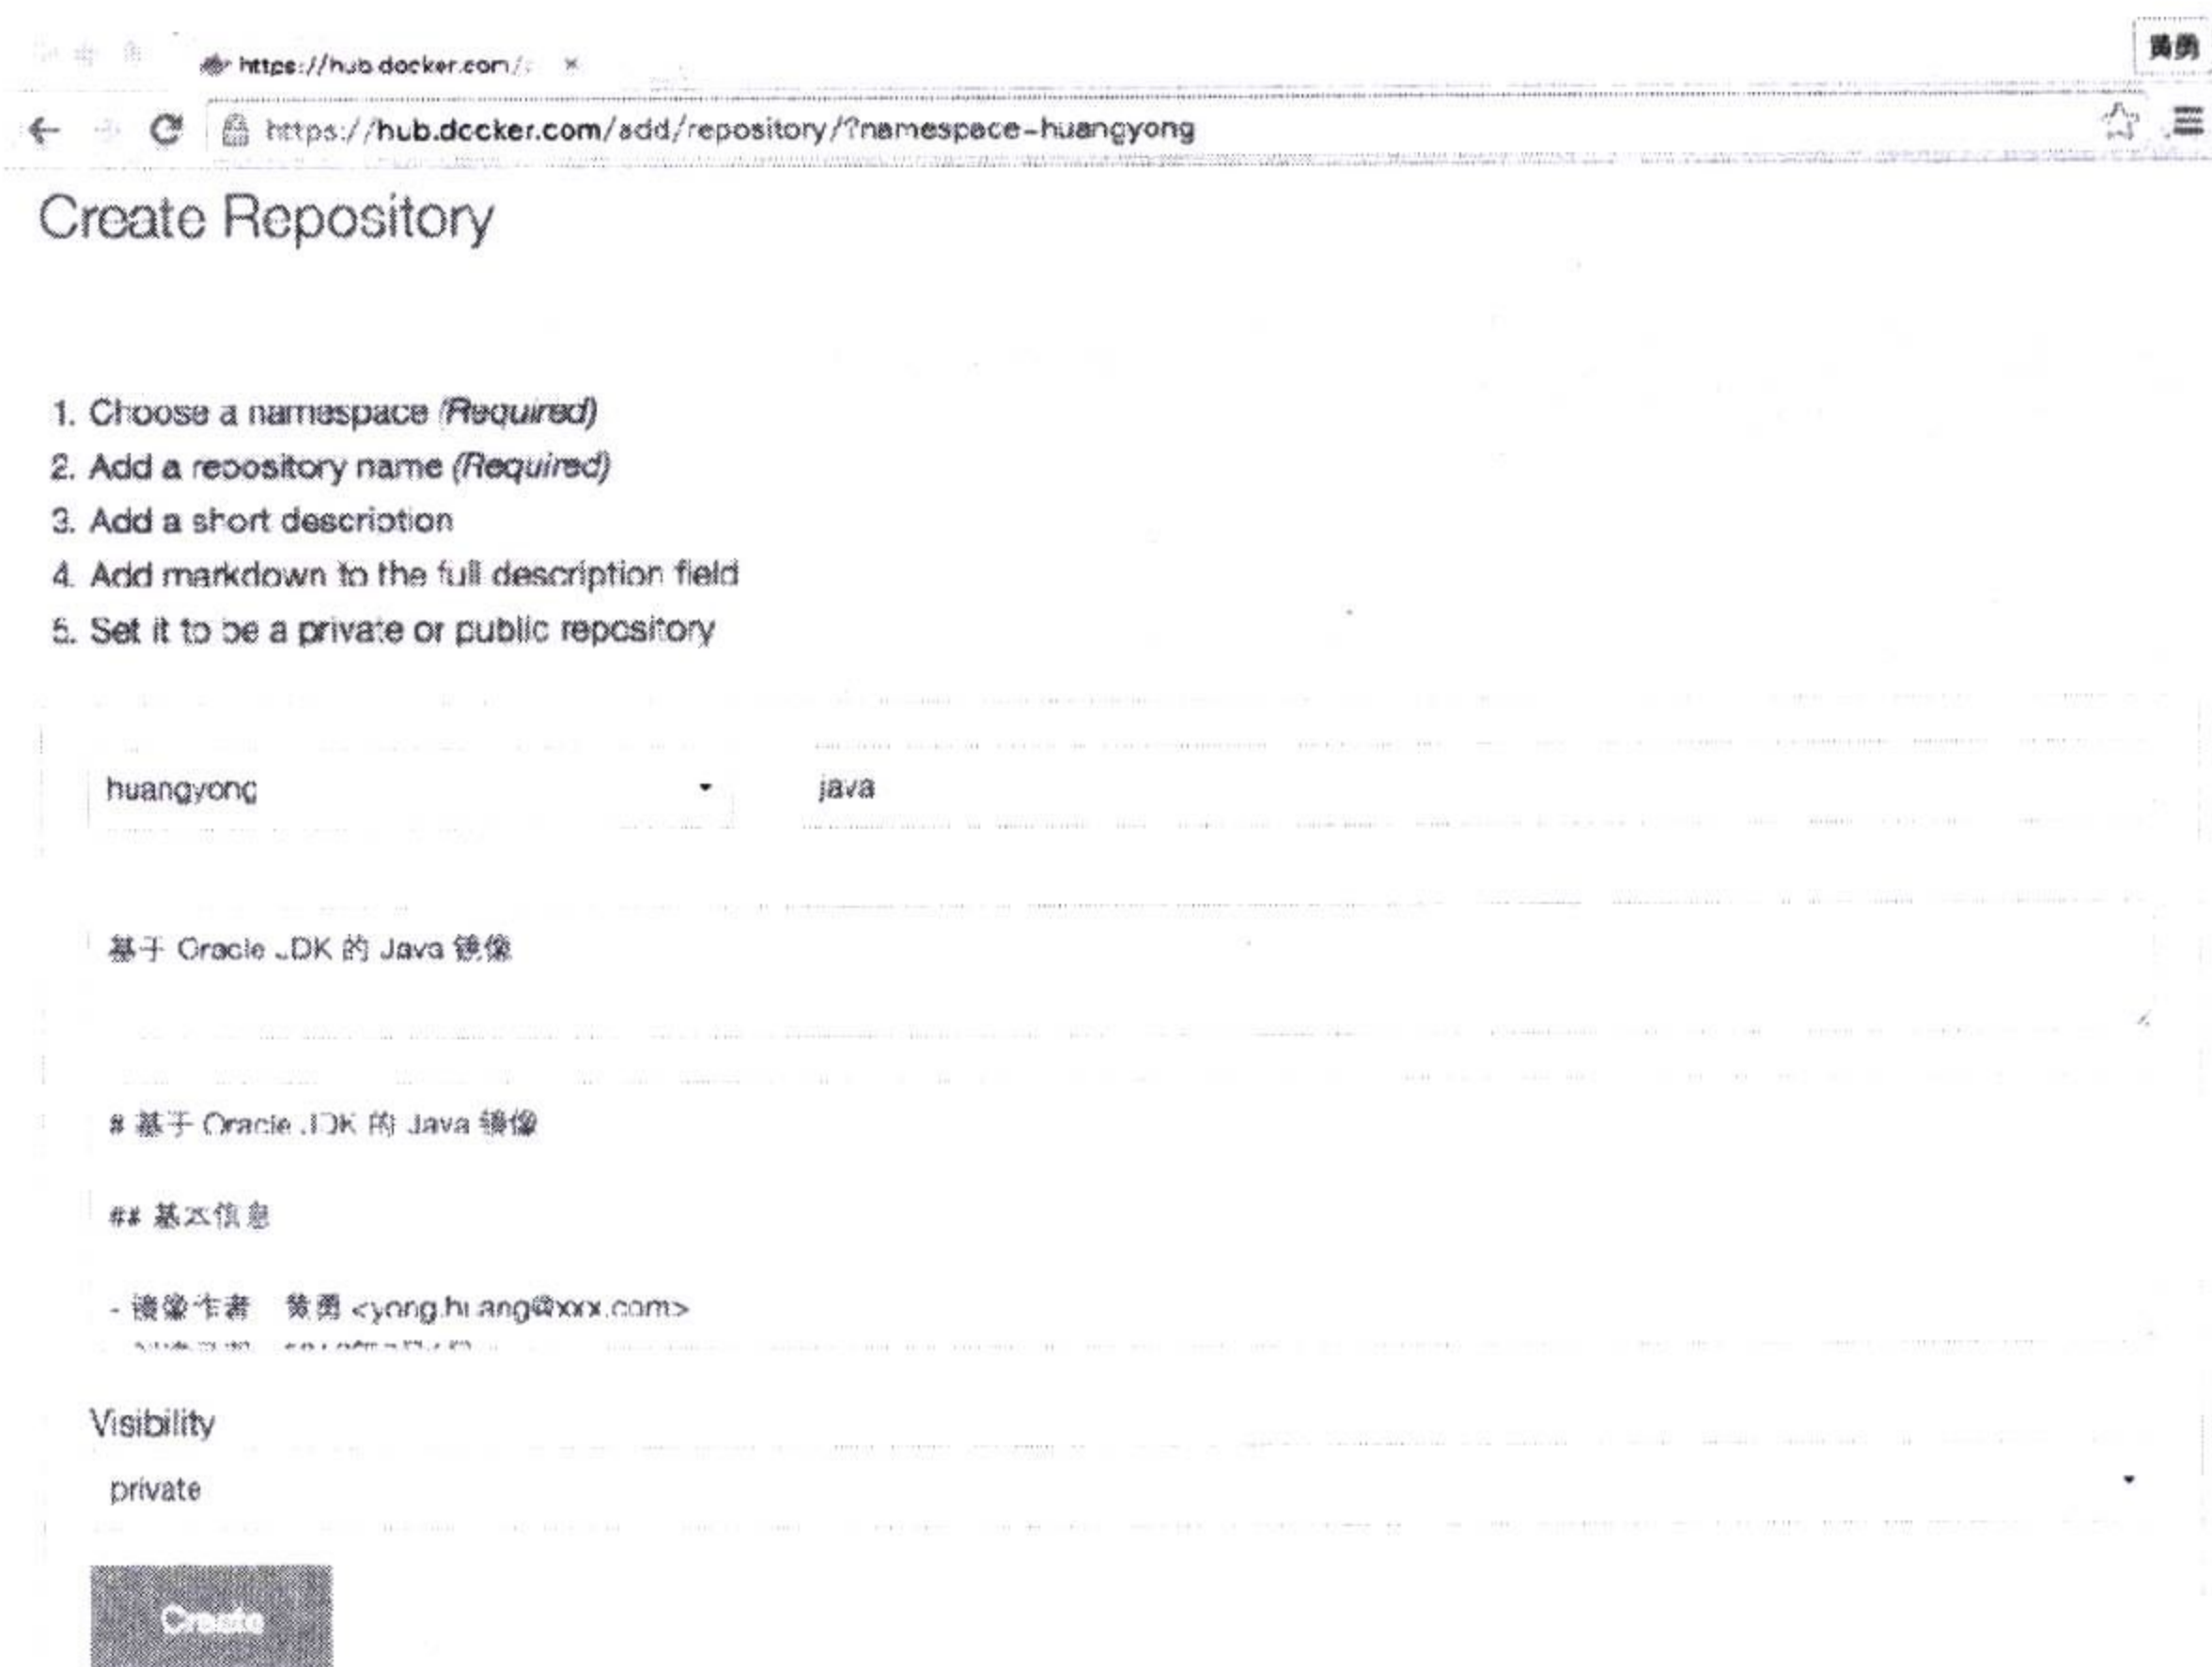 黄勇
https://hub.docker.com/
https://hub.docker.com/add/repository/?namespace=huangyong
Create Repository
1. Choose a namespace (Required)
2. Add a repository name (Required)
3. Add a short description
4. Add markdown to the full description field
5. Set it to be a private or public repository
huangyong java
基于 Oracle JDK 的 Java 镜像
# 基于 Oracle JDK 的 Java 镜像
## 基本信息
- 镜像作者 黄勇 <yong.huang@xxx.com>
Visibility
private
Create